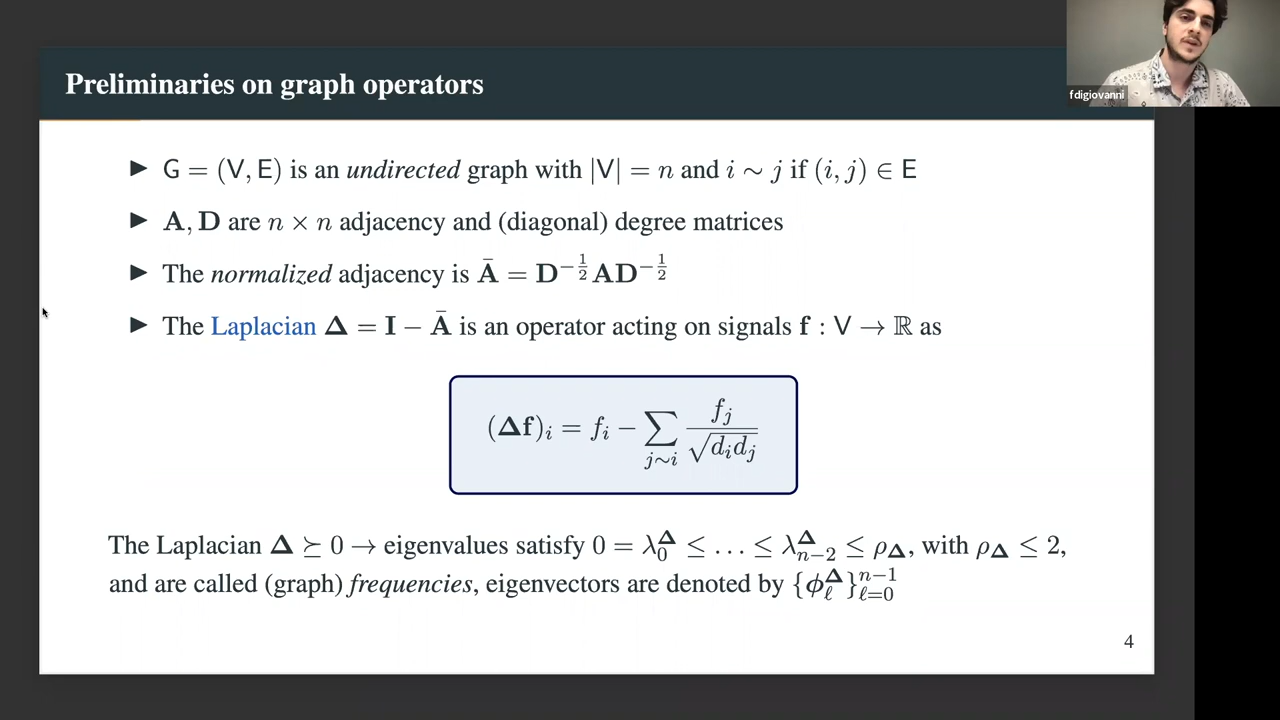 Preliminaries on graph operators
fdigiovanni
► G = (V, E) is an undirected graph with |V| = n and i ∼ j if (i, j) ∈ E
► A, D are n × n adjacency and (diagonal) degree matrices
► The normalized adjacency is Ā = D^{−1/2}AD^{−1/2}
► The Laplacian Δ = I − Ā is an operator acting on signals f : V → ℝ as
(Δf)_i = f_i − ∑_{j∼i} f_j / √(d_i d_j)
The Laplacian Δ ⪰ 0 → eigenvalues satisfy 0 = λ_0^Δ ≤ … ≤ λ_{n−2}^Δ ≤ ρ_Δ, with ρ_Δ ≤ 2,
and are called (graph) frequencies, eigenvectors are denoted by {ϕ_ℓ^Δ}_{ℓ=0}^{n−1}
4